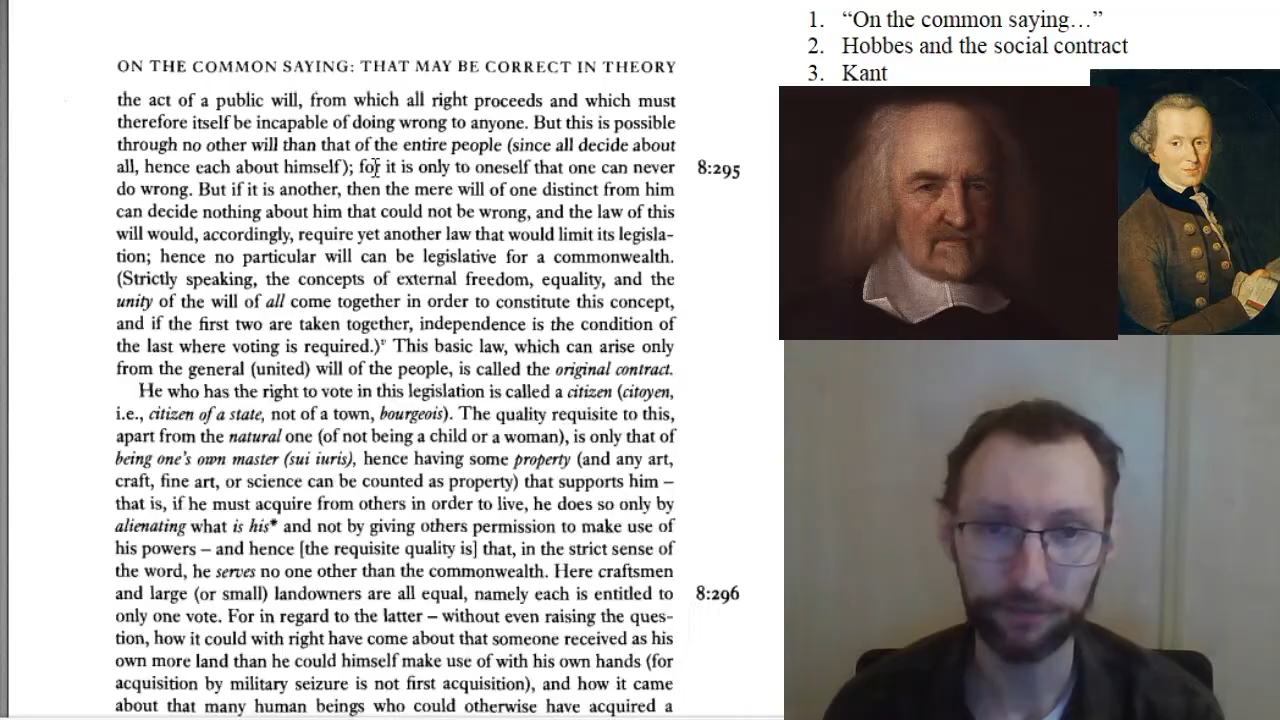 ON THE COMMON SAYING: THAT MAY BE CORRECT IN THEORY
the act of a public will, from which all right proceeds and which must
therefore itself be incapable of doing wrong to anyone. But this is possible
through no other will than that of the entire people (since all decide about
all, hence each about himself); for it is only to oneself that one can never
8:295
do wrong. But if it is another, then the mere will of one distinct from him
can decide nothing about him that could not be wrong, and the law of this
will would, accordingly, require yet another law that would limit its legisla-
tion; hence no particular will can be legislative for a commonwealth.
(Strictly speaking, the concepts of external freedom, equality, and the
unity of the will of all come together in order to constitute this concept,
and if the first two are taken together, independence is the condition of
the last where voting is required.)ᵛ This basic law, which can arise only
from the general (united) will of the people, is called the original contract.
He who has the right to vote in this legislation is called a citizen (citoyen,
i.e., citizen of a state, not of a town, bourgeois). The quality requisite to this,
apart from the natural one (of not being a child or a woman), is only that of
being one's own master (sui iuris), hence having some property (and any art,
craft, fine art, or science can be counted as property) that supports him –
that is, if he must acquire from others in order to live, he does so only by
alienating what is his* and not by giving others permission to make use of
his powers – and hence [the requisite quality is] that, in the strict sense of
the word, he serves no one other than the commonwealth. Here craftsmen
and large (or small) landowners are all equal, namely each is entitled to
8:296
only one vote. For in regard to the latter – without even raising the ques-
tion, how it could with right have come about that someone received as his
own more land than he could himself make use of with his own hands (for
acquisition by military seizure is not first acquisition), and how it came
about that many human beings who could otherwise have acquired a
1. “On the common saying…”
2. Hobbes and the social contract
3. Kant